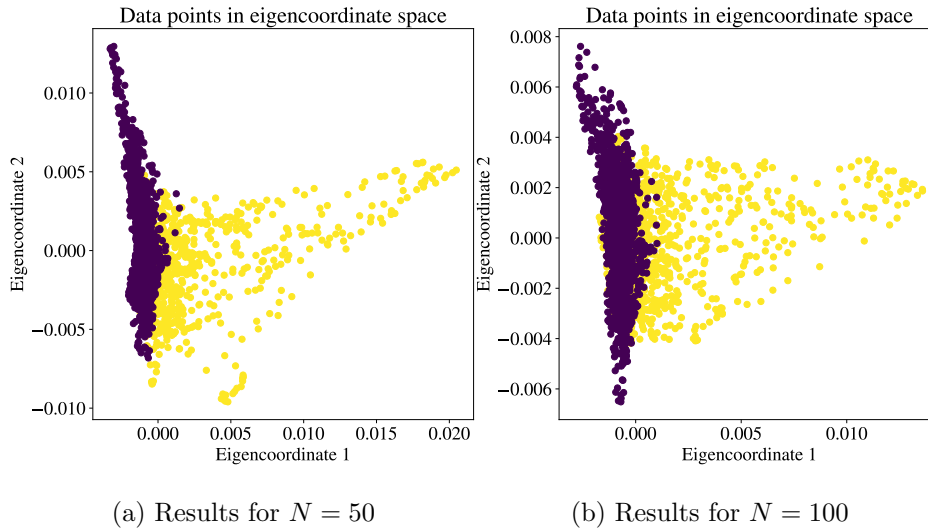 Data points in eigencoordinate space
0.010
0.005
0.000
−0.005
−0.010
Eigencoordinate 2
0.000 0.005 0.010 0.015 0.020
Eigencoordinate 1
(a) Results for N = 50
Data points in eigencoordinate space
0.008
0.006
0.004
0.002
0.000
−0.002
−0.004
−0.006
Eigencoordinate 2
0.000 0.005 0.010
Eigencoordinate 1
(b) Results for N = 100